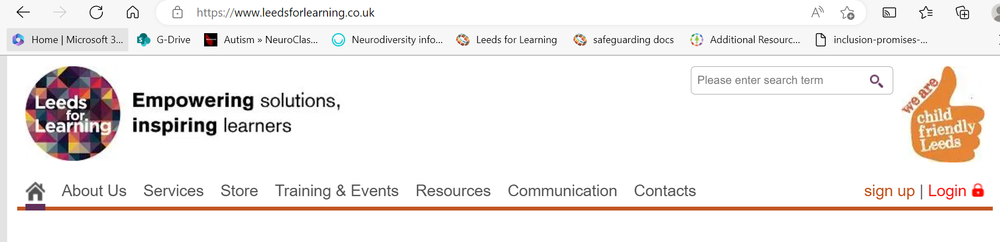 https://www.leedsforlearning.co.uk
Home | Microsoft 3...
G-Drive
Autism » NeuroClas...
Neurodiversity info...
Leeds for Learning
safeguarding docs
Additional Resourc...
inclusion-promises-...
Leeds
for
Learning
Empowering solutions,
inspiring learners
Please enter search term
we are
child
friendly
Leeds
About Us Services Store Training & Events Resources Communication Contacts
sign up | Login